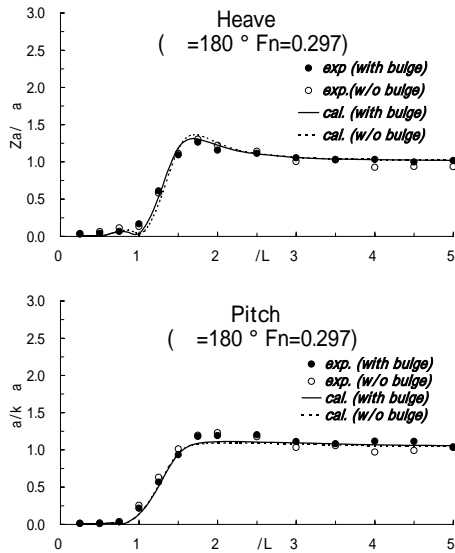 Heave
( =180 ° Fn=0.297)
exp (with bulge)
exp.(w/o bulge)
cal. (with bulge)
cal. (w/o bulge)
Za/ a
3.0
2.5
2.0
1.5
1.0
0.5
0.0
0 1 2 /L 3 4 5
Pitch
( =180 ° Fn=0.297)
exp. (with bulge)
exp. (w/o bulge)
cal. (with bulge)
cal. (w/o bulge)
a/k a
3.0
2.5
2.0
1.5
1.0
0.5
0.0
0 1 2 /L 3 4 5